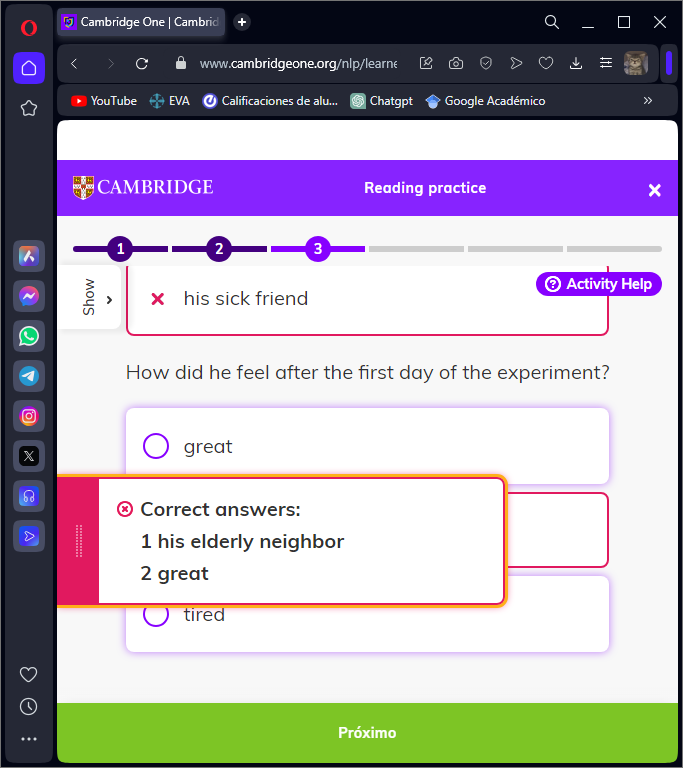 Cambridge One | Cambrid
www.cambridgeone.org/nlp/learne
YouTube
EVA
Calificaciones de alu...
Chatgpt
Google Académico
CAMBRIDGE
Reading practice
1
2
3
Show
Activity Help
his sick friend
How did he feel after the first day of the experiment?
great
Correct answers:
1 his elderly neighbor
2 great
tired
Próximo